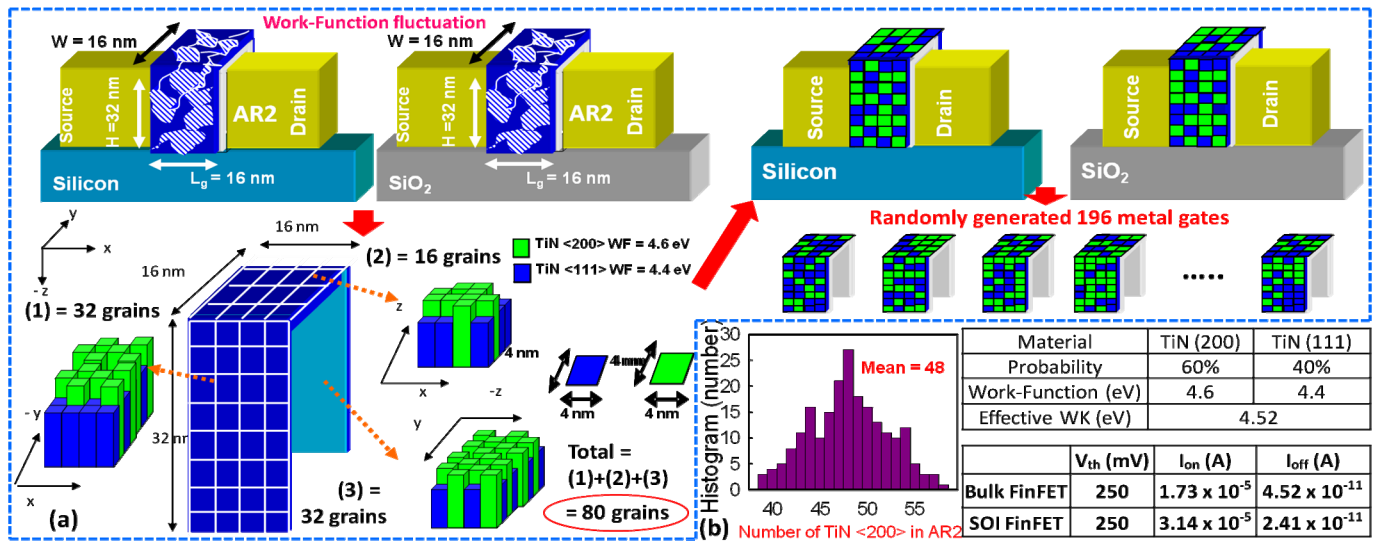 Work-Function fluctuation
W = 16 nm
Source
H =32 nm
AR2
Drain
Silicon
Lg = 16 nm
W = 16 nm
Source
H =32 nm
AR2
Drain
SiO2
Lg = 16 nm
Source
Drain
Silicon
Source
Drain
SiO2
Randomly generated 196 metal gates
.....
y
x
-z
16 nm
16 nm
(1) = 32 grains
32 nm
(2) = 16 grains
TiN <200> WF = 4.6 eV
TiN <111> WF = 4.4 eV
z
x
4 nm
-y
x
-z
y
4 nm
4 nm
4 nm
(3) =
32 grains
Total =
(1)+(2)+(3)
= 80 grains
(a)
Histogram (number)
30
25
20
15
10
5
0
40 45 50 55
Mean = 48
Number of TiN <200> in AR2
(b)
Material TiN (200) TiN (111)
Probability 60% 40%
Work-Function (eV) 4.6 4.4
Effective WK (eV) 4.52
Vth (mV) Ion (A) Ioff (A)
Bulk FinFET 250 1.73 x 10-5 4.52 x 10-11
SOI FinFET 250 3.14 x 10-5 2.41 x 10-11